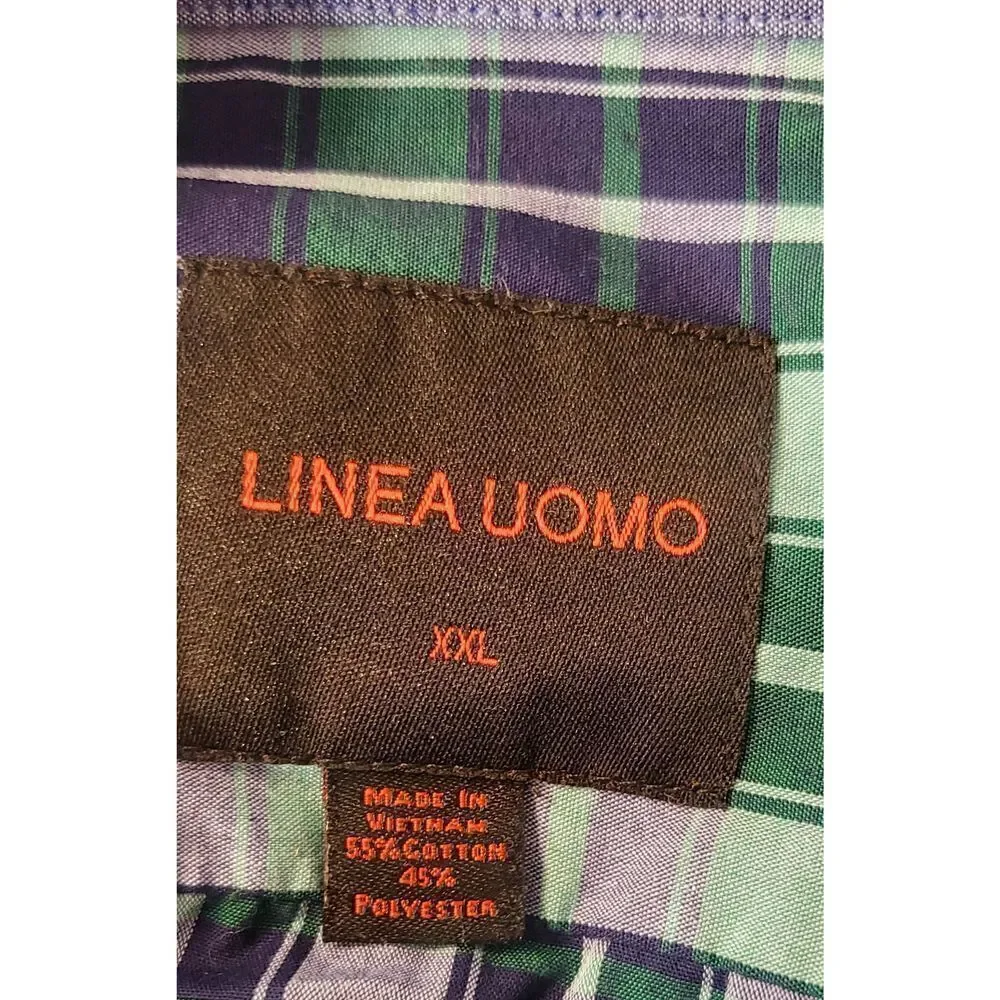 LINEA UOMO
XXL
MADE IN
VIETNAM
55% COTTON
45%
POLYESTER